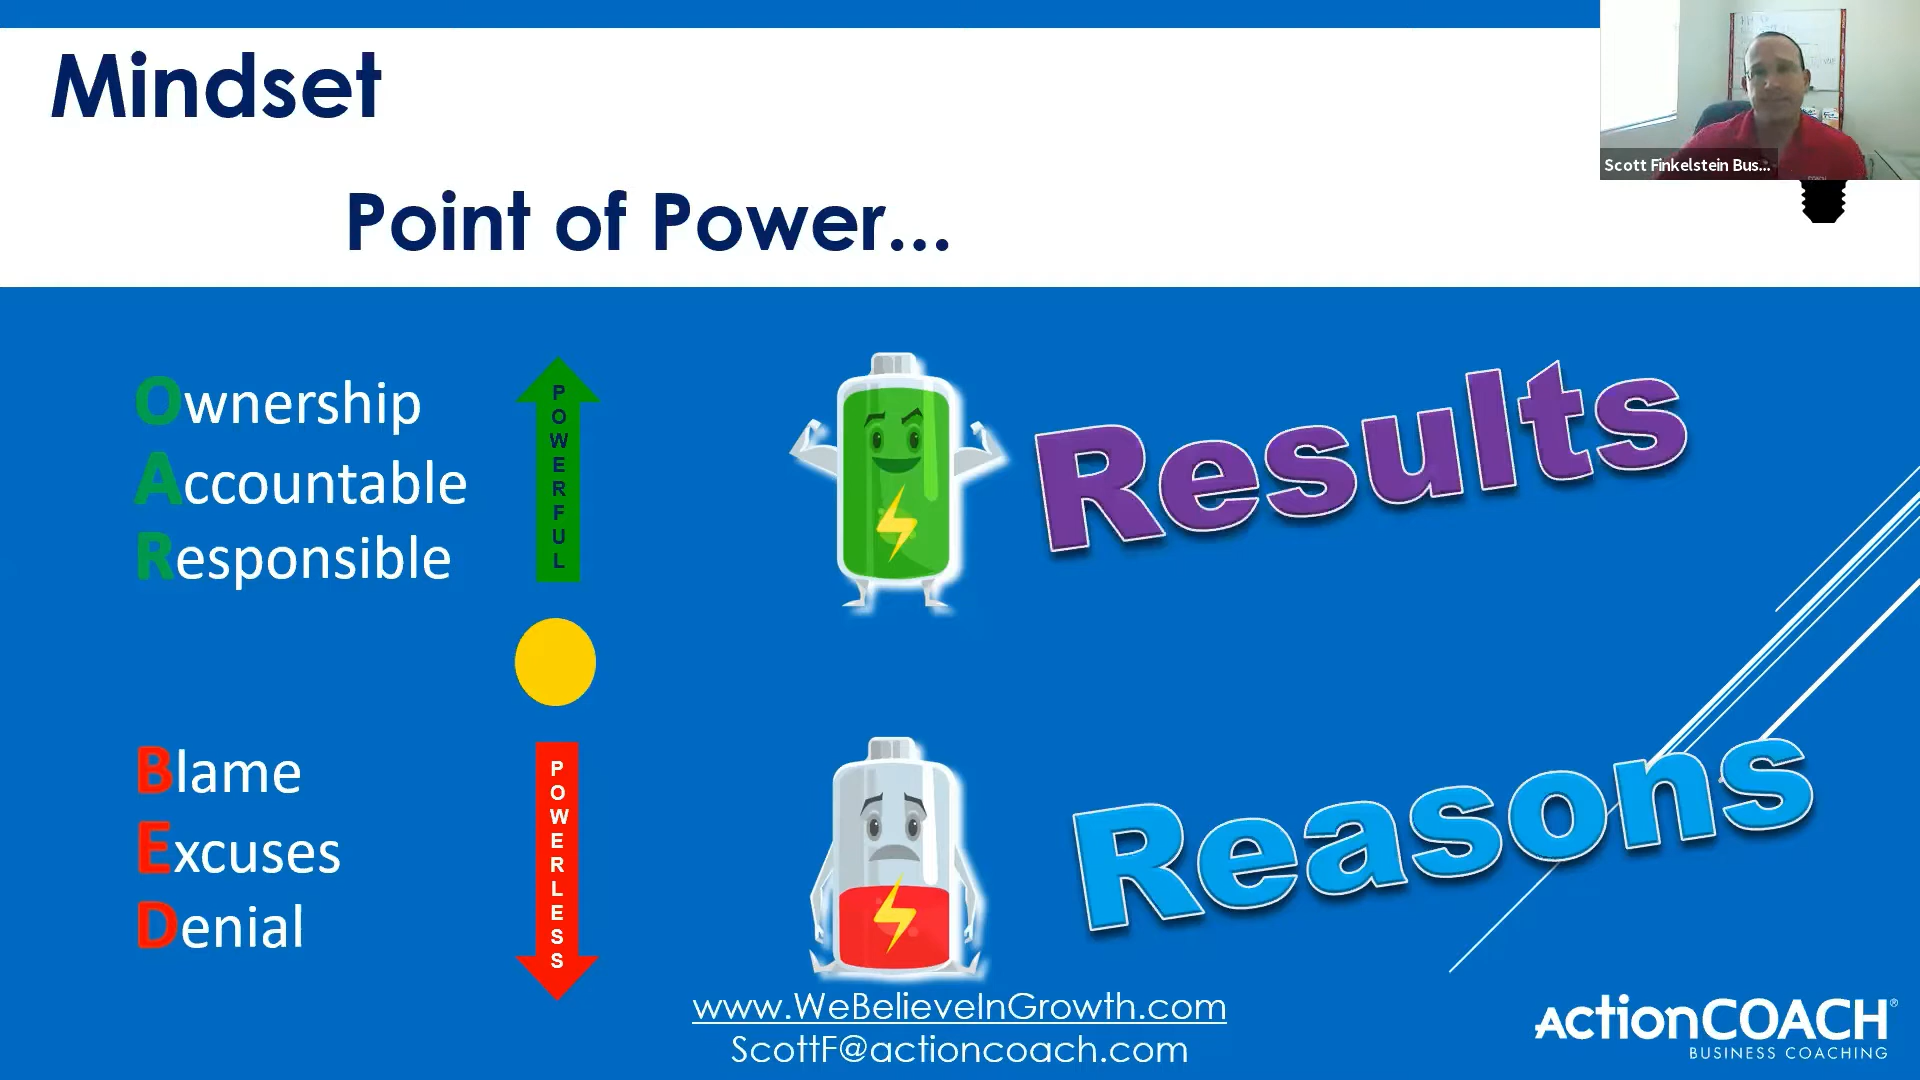 Mindset
Point of Power...
Scott Finkelstein Bus...
Ownership
Accountable
Responsible
POWERFUL
Results
Blame
Excuses
Denial
POWERLESS
Reasons
www.WeBelieveInGrowth.com
ScottF@actioncoach.com
ActionCOACH®
BUSINESS COACHING